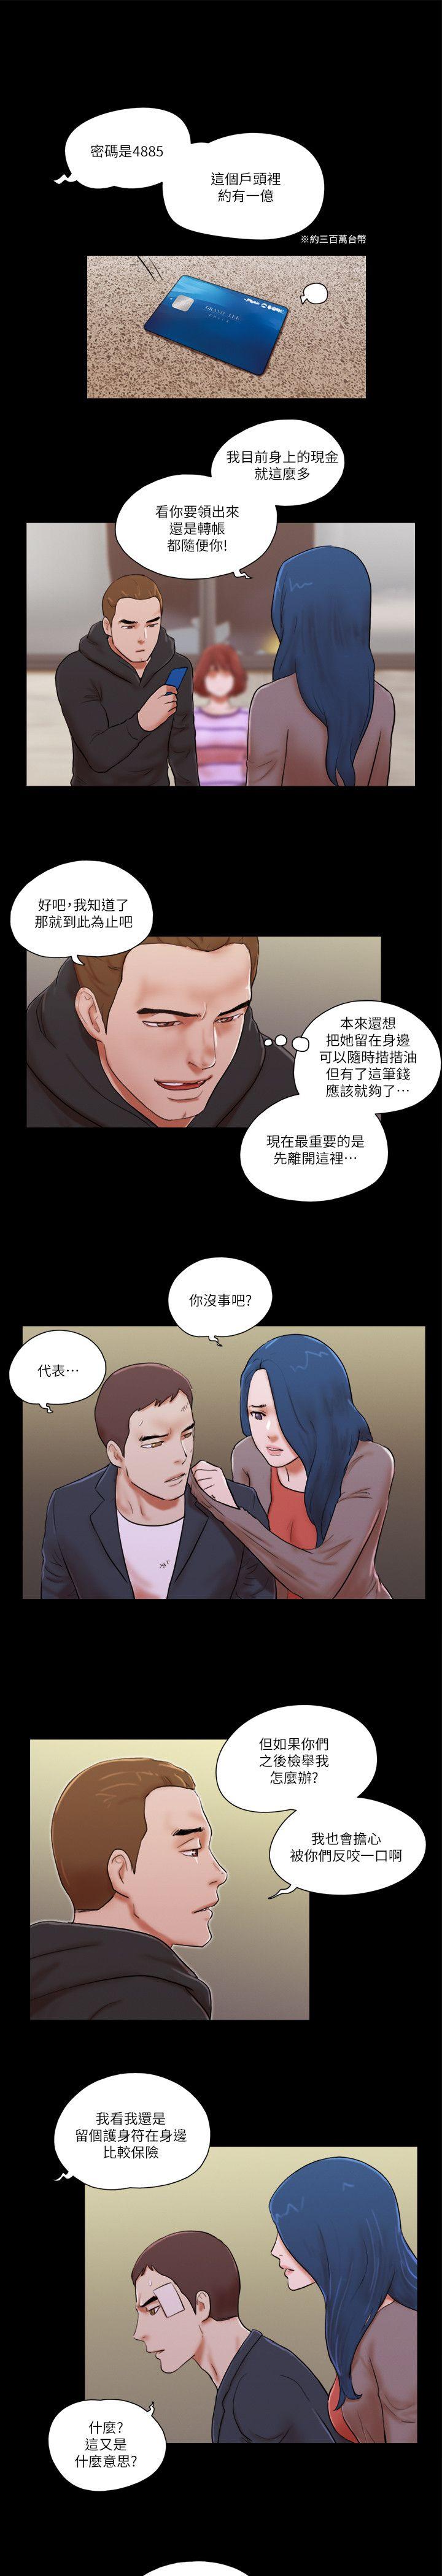 密碼是4885
這個戶頭裡
約有一億
※約三百萬台幣
我目前身上的現金
就這麼多
看你要領出來
還是轉帳
都隨便你!
好吧,我知道了
那就到此為止吧
本來還想
把她留在身邊
可以隨時揩揩油
但有了這筆錢
應該就夠了…
現在最重要的是
先離開這裡…
你沒事吧?
代表…
但如果你們
之後檢舉我
怎麼辦?
我也會擔心
被你們反咬一口啊
我看我還是
留個護身符在身邊
比較保險
什麼?
這又是
什麼意思?